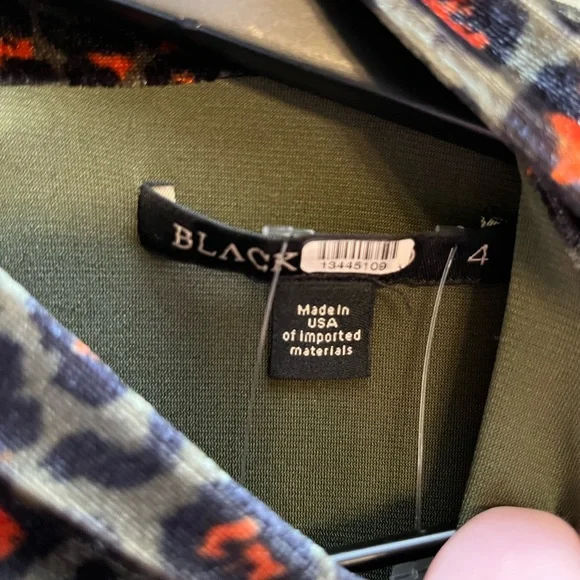 BLACK 4
13445109
Made in
USA
of imported
materials